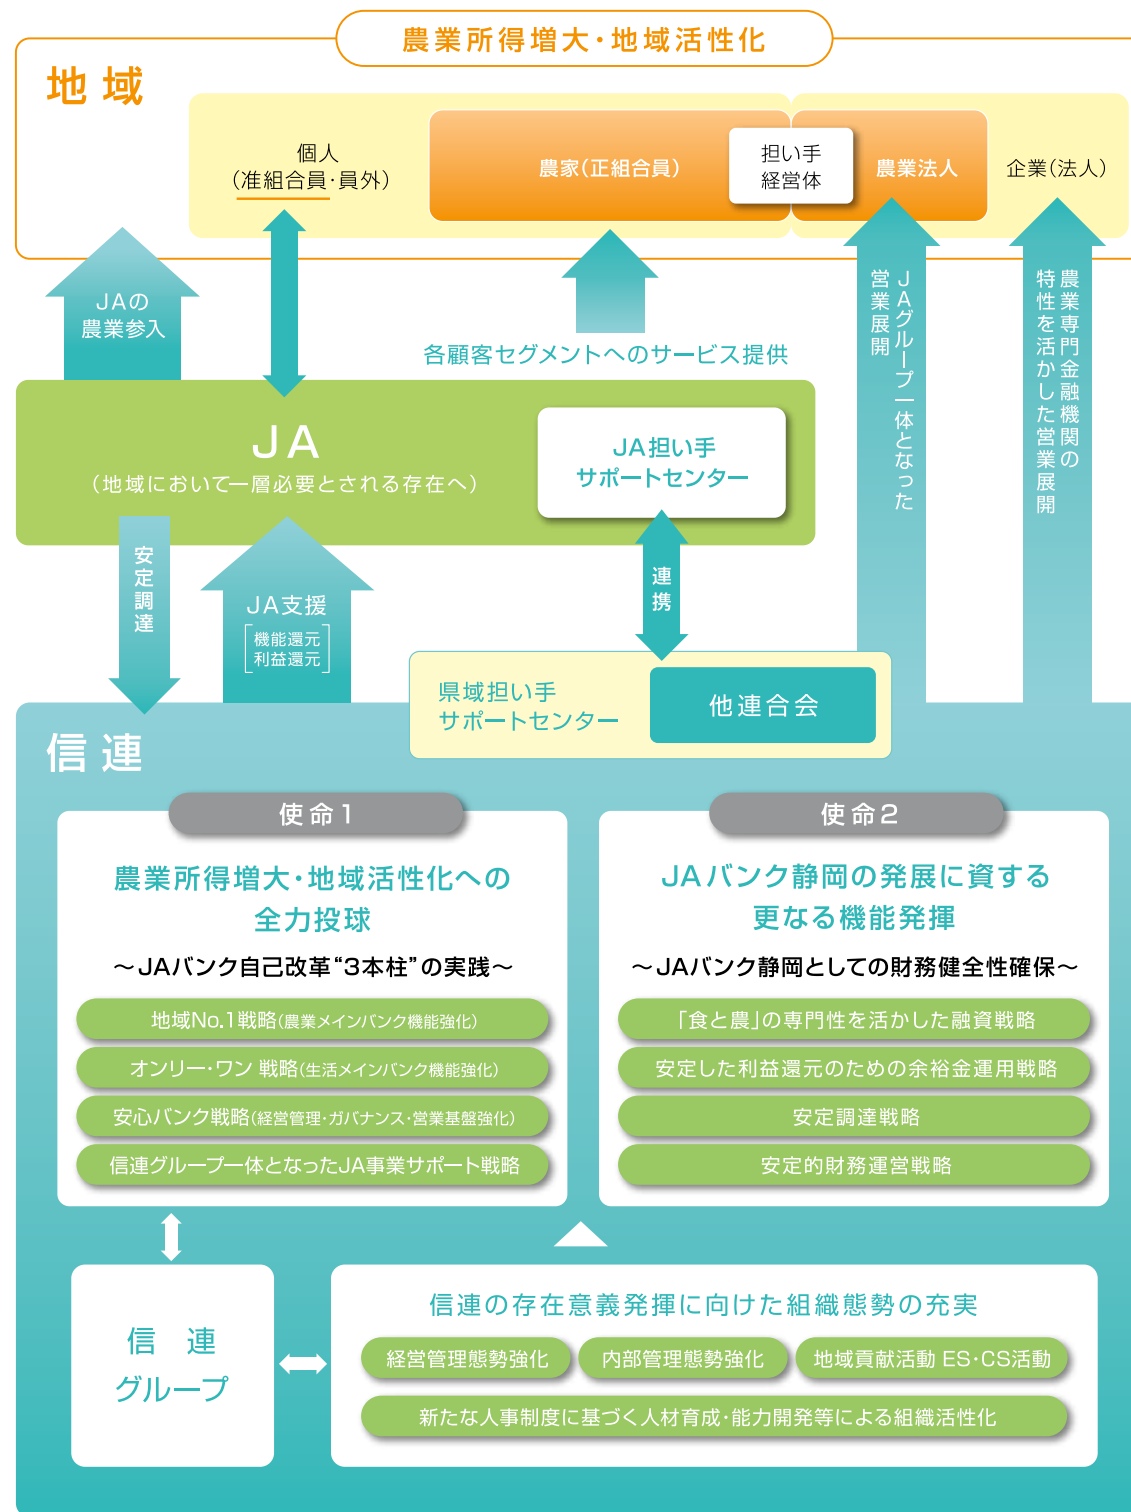 農業所得増大・地域活性化
地域
個人
（准組合員・員外）
農家（正組合員）
担い手
経営体
農業法人
企業（法人）
JAの
農業参入
各顧客セグメントへのサービス提供
JAグループ一体となった
営業展開
農業専門金融機関の
特性を活かした営業展開
JA
（地域において一層必要とされる存在へ）
JA担い手
サポートセンター
安定調達
JA支援
機能還元
利益還元
連携
県域担い手
サポートセンター
他連合会
信連
使命1
農業所得増大・地域活性化への
全力投球
～JAバンク自己改革“3本柱”の実践～
地域No.1戦略（農業メインバンク機能強化）
オンリー・ワン 戦略（生活メインバンク機能強化）
安心バンク戦略（経営管理・ガバナンス・営業基盤強化）
信連グループ一体となったJA事業サポート戦略
使命2
JAバンク静岡の発展に資する
更なる機能発揮
～JAバンク静岡としての財務健全性確保～
「食と農」の専門性を活かした融資戦略
安定した利益還元のための余裕金運用戦略
安定調達戦略
安定的財務運営戦略
信 連
グループ
信連の存在意義発揮に向けた組織態勢の充実
経営管理態勢強化
内部管理態勢強化
地域貢献活動 ES・CS活動
新たな人事制度に基づく人材育成・能力開発等による組織活性化